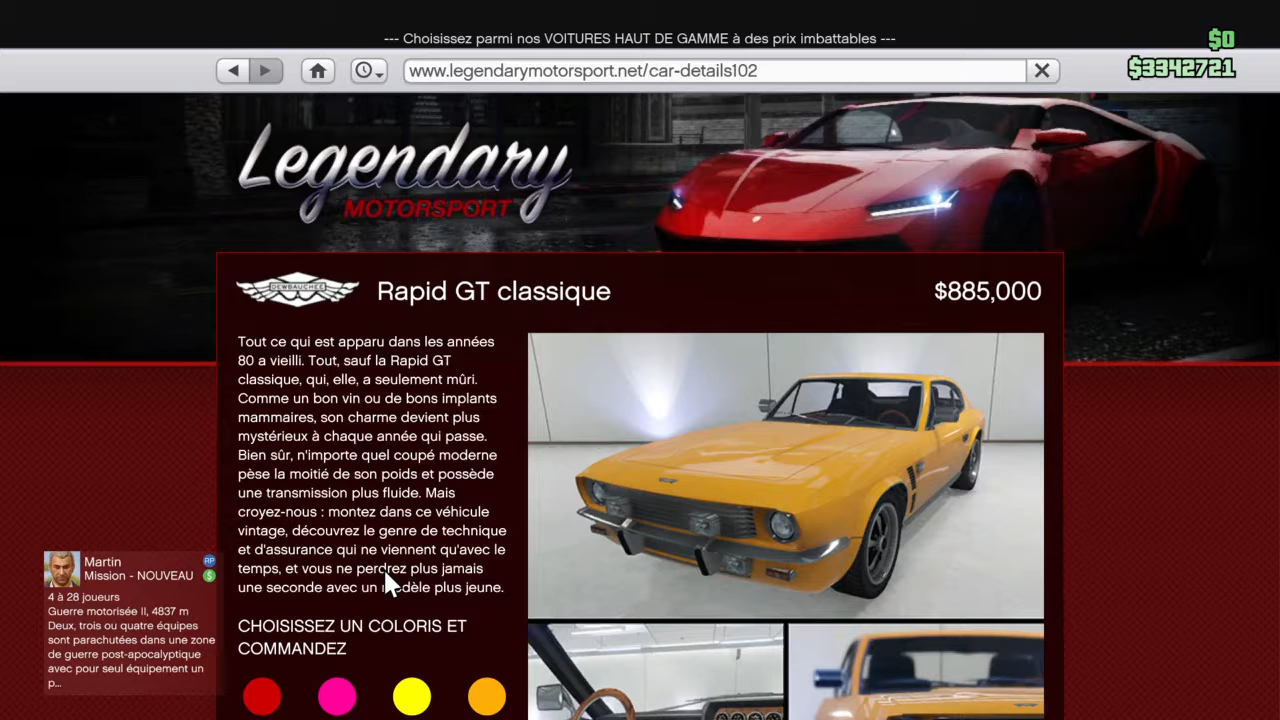 --- Choisissez parmi nos VOITURES HAUT DE GAMME à des prix imbattables ---
$0
www.legendarymotorsport.net/car-details102
$3342721
Legendary
MOTORSPORT
DEWBAUCHEE
Rapid GT classique
$885,000
Tout ce qui est apparu dans les années
80 a vieilli. Tout, sauf la Rapid GT
classique, qui, elle, a seulement mûri.
Comme un bon vin ou de bons implants
mammaires, son charme devient plus
mystérieux à chaque année qui passe.
Bien sûr, n'importe quel coupé moderne
pèse la moitié de son poids et possède
une transmission plus fluide. Mais
croyez-nous : montez dans ce véhicule
vintage, découvrez le genre de technique
et d'assurance qui ne viennent qu'avec le
temps, et vous ne perdrez plus jamais
une seconde avec un modèle plus jeune.
CHOISISSEZ UN COLORIS ET
COMMANDEZ
Martin
RP
Mission - NOUVEAU
$
4 à 28 joueurs
Guerre motorisée II, 4837 m
Deux, trois ou quatre équipes
sont parachutées dans une zone
de guerre post-apocalyptique
avec pour seul équipement un
p...